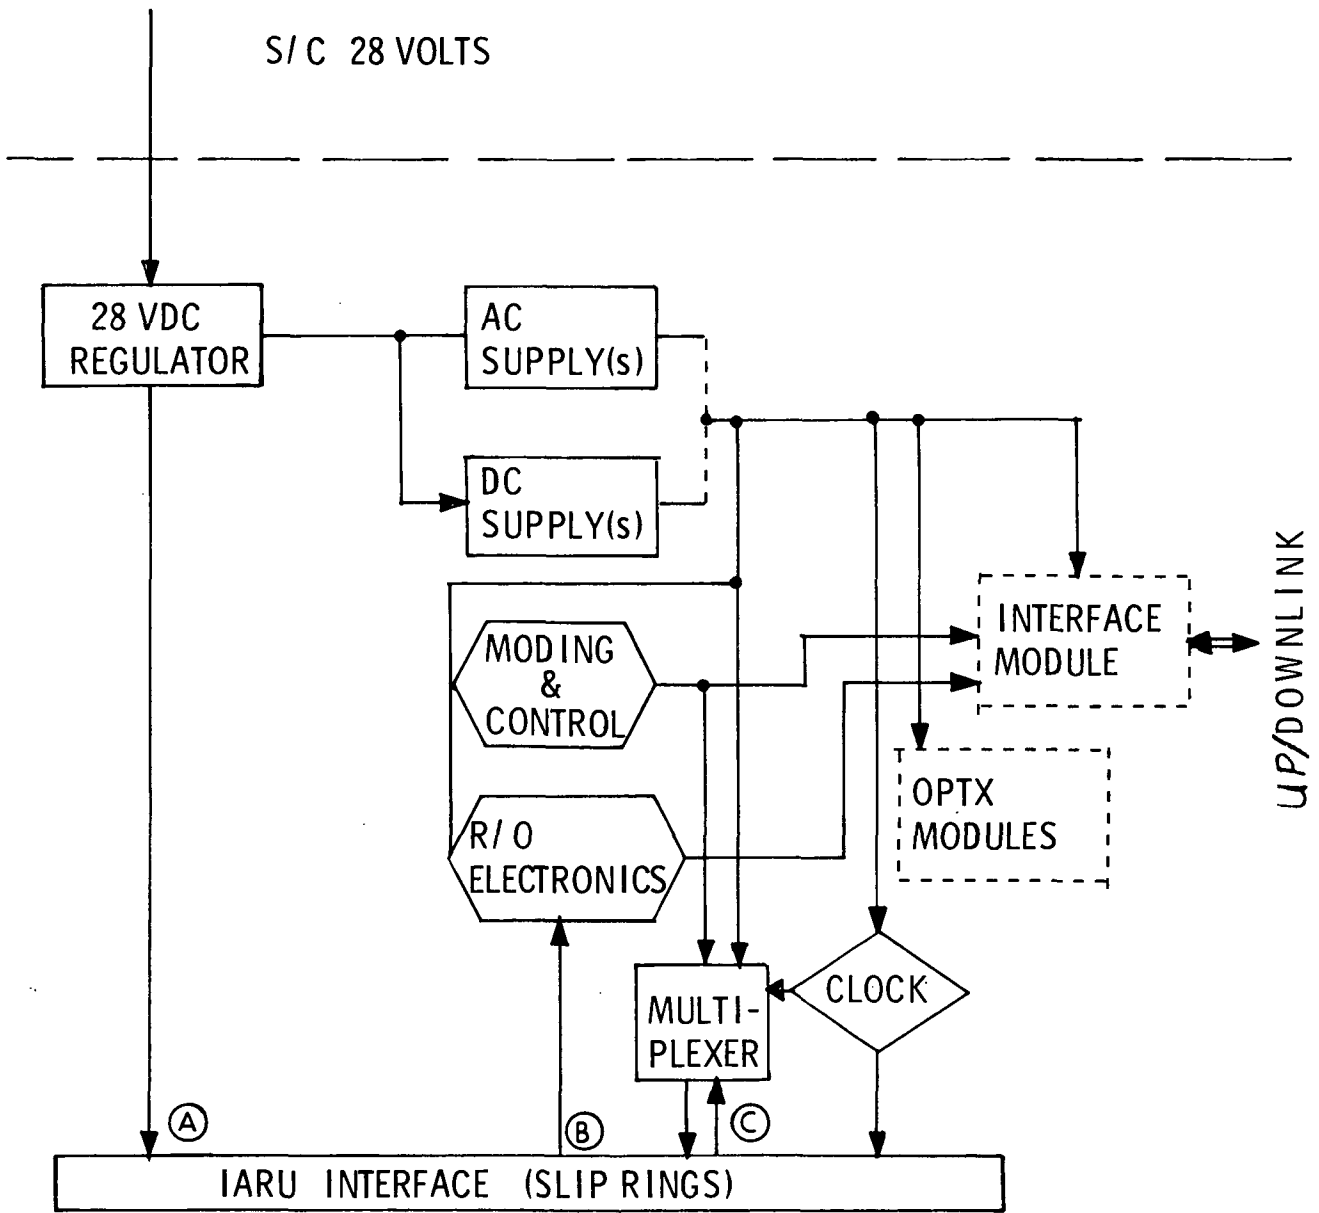 S/C 28 VOLTS
28 VDC
REGULATOR
AC
SUPPLY(s)
DC
SUPPLY(s)
MODING
&
CONTROL
R/O
ELECTRONICS
INTERFACE
MODULE
UP/DOWNLINK
OPTX
MODULES
CLOCK
MULTI-
PLEXER
A
B
C
IARU INTERFACE (SLIP RINGS)